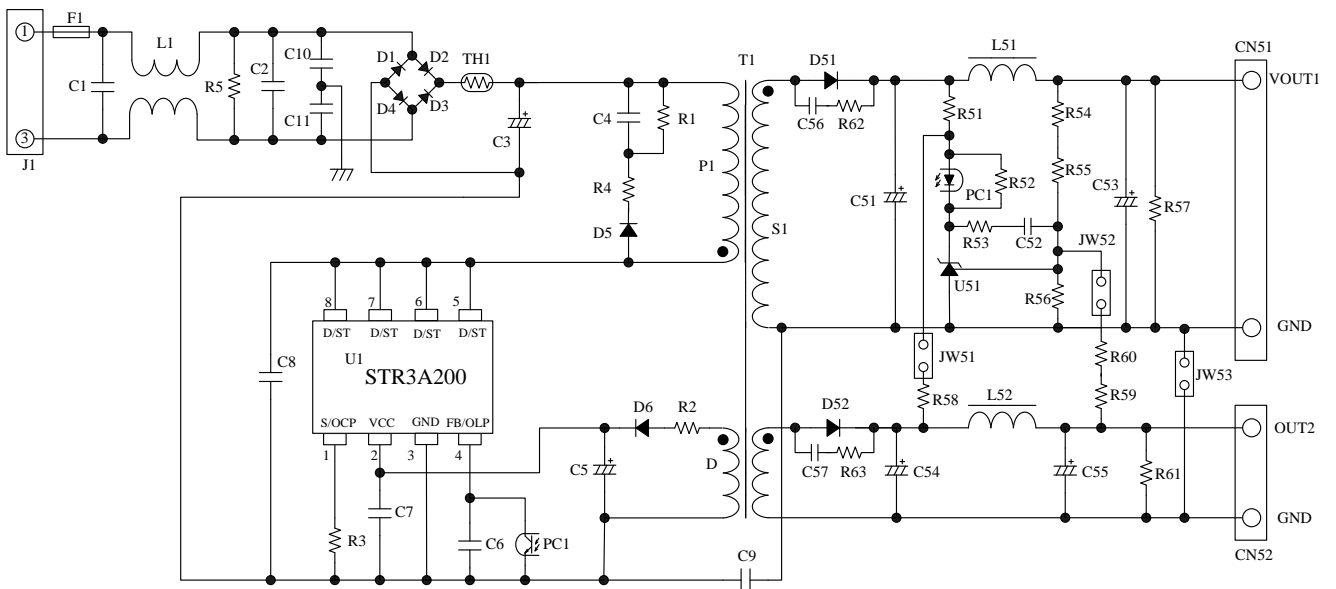 F1
1
L1
R5
C1
C2
C10
C11
3
J1
D1
D2
D4
D3
TH1
C3
C4
R1
R4
D5
P1
T1
S1
D51
C56
R62
L51
CN51
VOUT1
R51
R54
R55
R52
PC1
C51
C53
R57
R53
C52
JW52
U51
R56
GND
8
7
6
5
D/ST
D/ST
D/ST
D/ST
U1
STR3A200
S/OCP
VCC
GND
FB/OLP
1
2
3
4
C8
JW51
R60
JW53
R58
R59
L52
D6
R2
D
D52
C57
R63
C5
C54
C55
R61
OUT2
GND
CN52
R3
C7
C6
PC1
C9